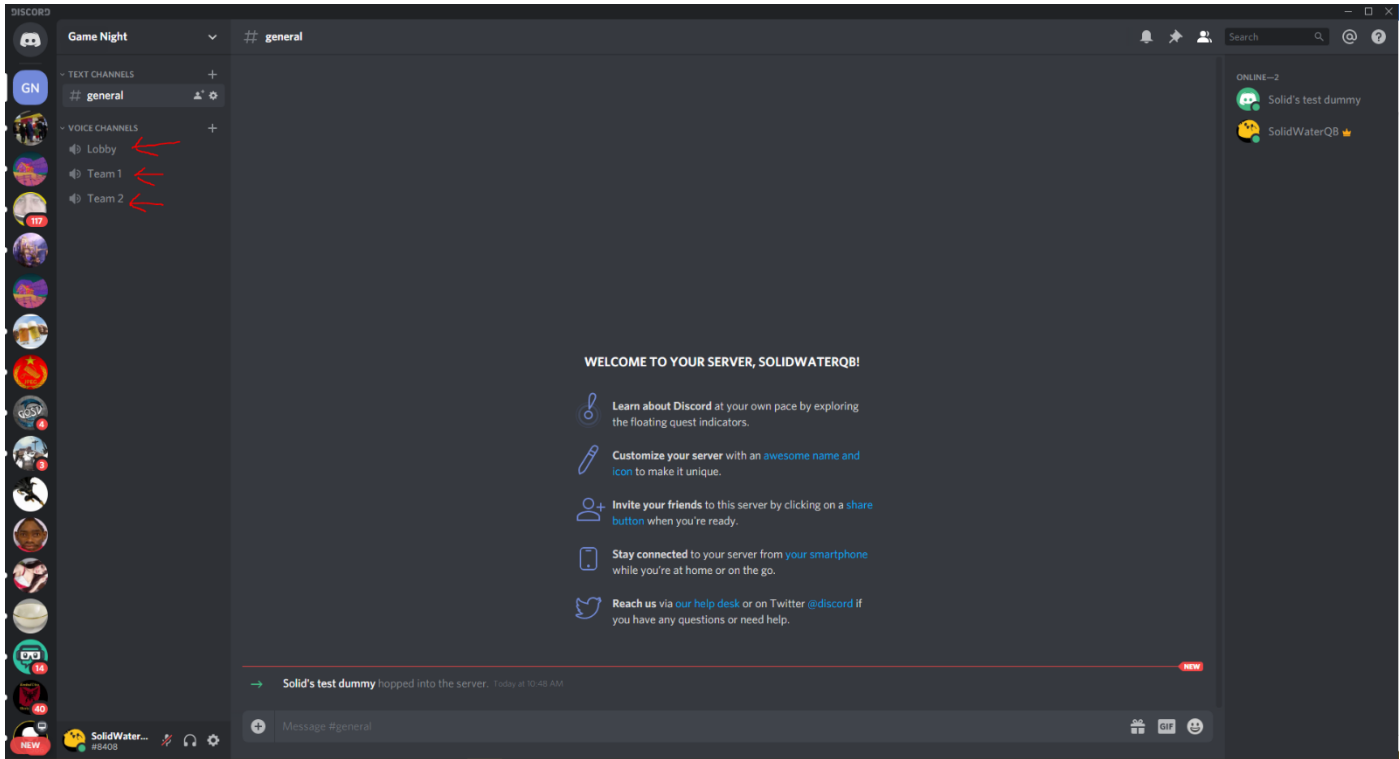 DISCORD
Game Night
# general
Search
TEXT CHANNELS
# general
VOICE CHANNELS
Lobby
Team 1
Team 2
GN
117
4
3
14
40
NEW
WELCOME TO YOUR SERVER, SOLIDWATERQB!
Learn about Discord at your own pace by exploring
the floating quest indicators.
Customize your server with an awesome name and
icon to make it unique.
Invite your friends to this server by clicking on a share
button when you're ready.
Stay connected to your server from your smartphone
while you're at home or on the go.
Reach us via our help desk or on Twitter @discord if
you have any questions or need help.
NEW
Solid's test dummy hopped into the server. Today at 10:48 AM
Message #general
GIF
SolidWater...
#8408
ONLINE—2
Solid's test dummy
SolidWaterQB